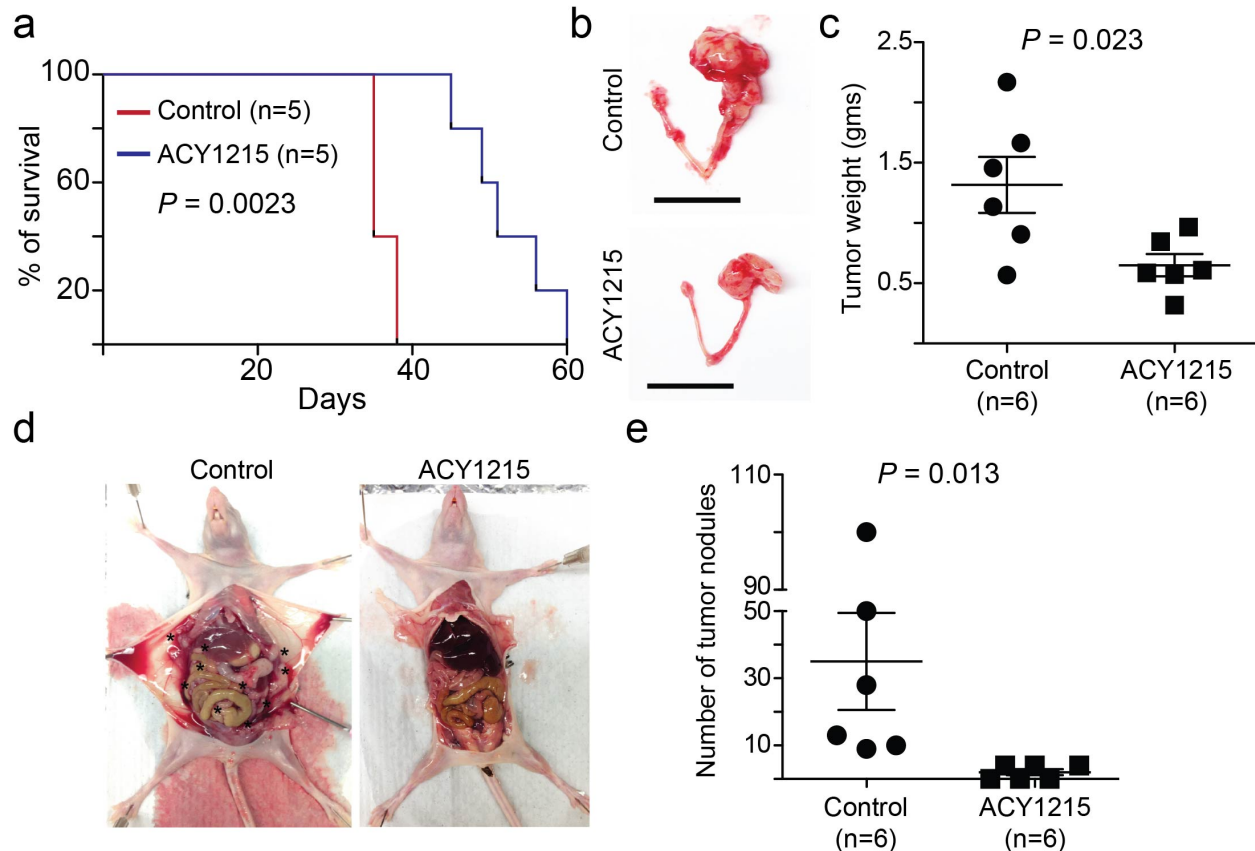 a
100
60
20
% of survival
Control (n=5)
ACY1215 (n=5)
P = 0.0023
20
40
60
Days
b
Control
ACY1215
c
P = 0.023
2.5
1.5
0.5
Tumor weight (gms)
Control
(n=6)
ACY1215
(n=6)
d
Control
ACY1215
* * * * * * * * * *
e
P = 0.013
110
90
50
30
10
Number of tumor nodules
Control
(n=6)
ACY1215
(n=6)